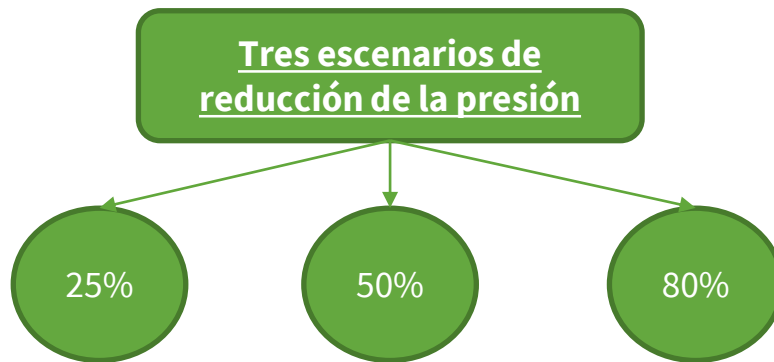 Tres escenarios de
reducción de la presión
25%
50%
80%